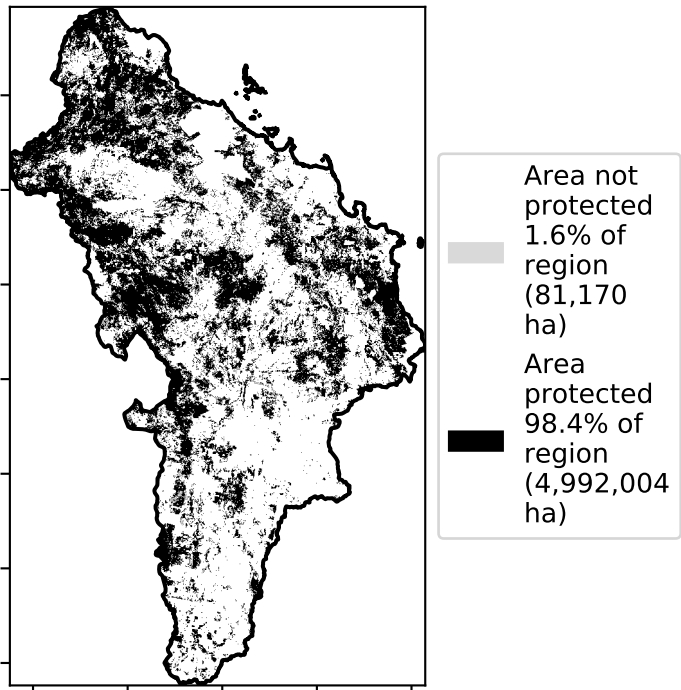 Area not
protected
1.6% of
region
(81,170
ha)
Area
protected
98.4% of
region
(4,992,004
ha)